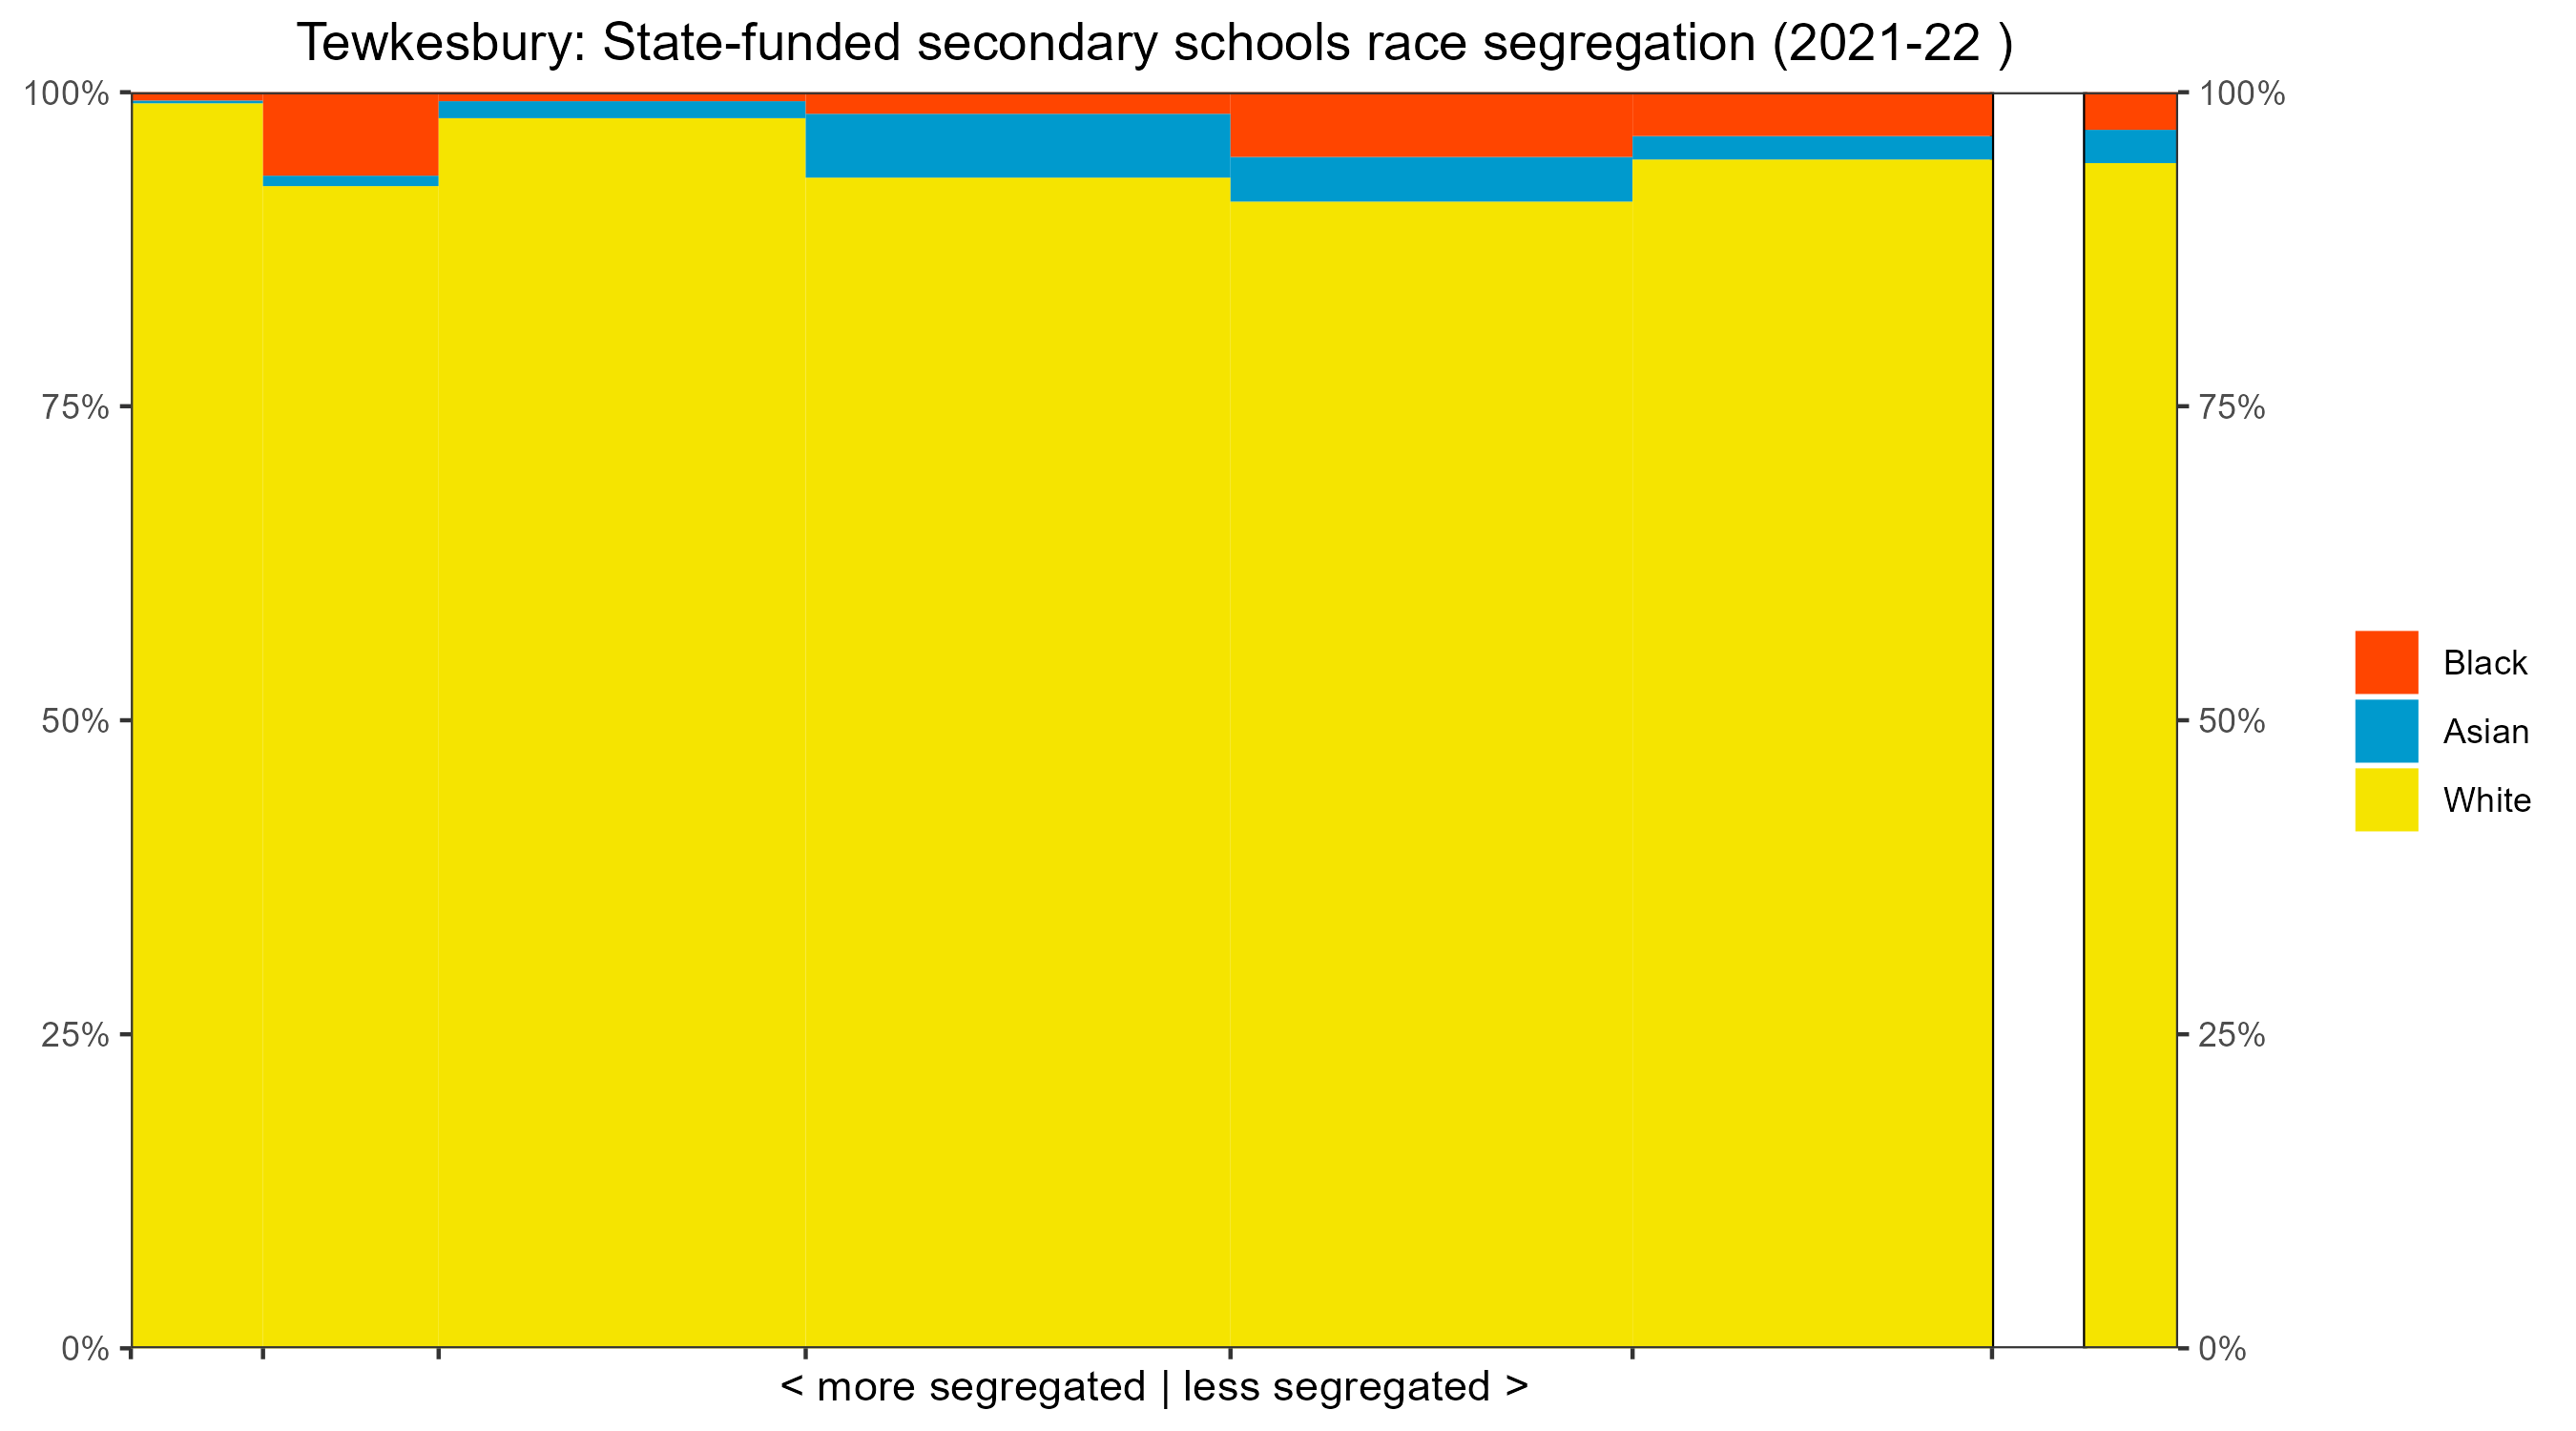 Tewkesbury: State-funded secondary schools race segregation (2021-22 )
100%
75%
50%
25%
0%
100%
75%
50%
25%
0%
Black
Asian
White
< more segregated | less segregated >